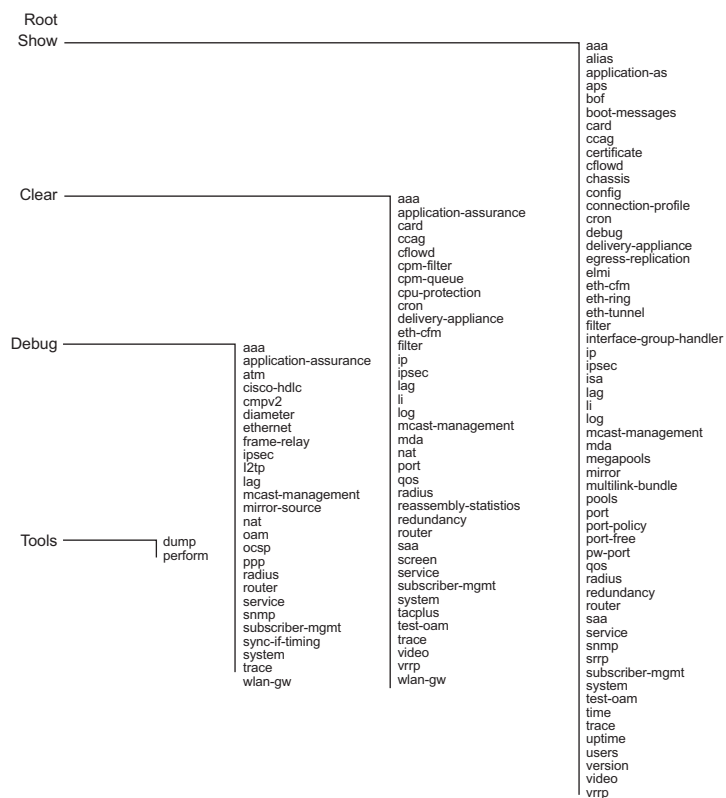 Root
Show
aaa
alias
application-as
aps
bof
boot-messages
card
ccag
certificate
cflowd
chassis
config
connection-profile
cron
debug
delivery-appliance
egress-replication
elmi
eth-cfm
eth-ring
eth-tunnel
filter
interface-group-handler
ip
ipsec
isa
lag
li
log
mcast-management
mda
megapools
mirror
multilink-bundle
pools
port
port-policy
port-free
pw-port
qos
radius
redundancy
router
saa
service
snmp
srrp
subscriber-mgmt
system
test-oam
time
trace
uptime
users
version
video
vrrp
Clear
aaa
application-assurance
card
ccag
cflowd
cpm-filter
cpm-queue
cpu-protection
cron
delivery-appliance
eth-cfm
filter
ip
ipsec
lag
li
log
mcast-management
mda
nat
port
qos
radius
reassembly-statistios
redundancy
router
saa
screen
service
subscriber-mgmt
system
tacplus
test-oam
trace
video
vrrp
wlan-gw
Debug
aaa
application-assurance
atm
cisco-hdlc
cmpv2
diameter
ethernet
frame-relay
ipsec
l2tp
lag
mcast-management
mirror-source
nat
oam
ocsp
ppp
radius
router
service
snmp
subscriber-mgmt
sync-if-timing
system
trace
wlan-gw
Tools
dump
perform